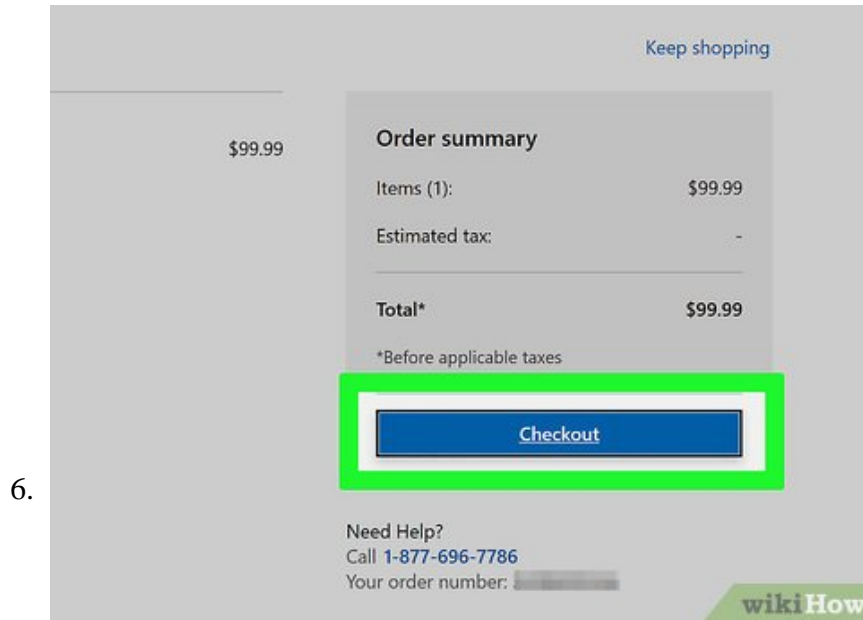 Keep shopping
$99.99
Order summary
Items (1): $99.99
Estimated tax: -
Total* $99.99
*Before applicable taxes
Checkout
6.
Need Help?
Call 1-877-696-7786
Your order number:
wikiHow